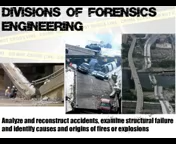 DIVISIONS OF FORENSICS
ENGINEERING
Analyze and reconstruct accidents, examine structural failure
and identify causes and origins of fires or explosions